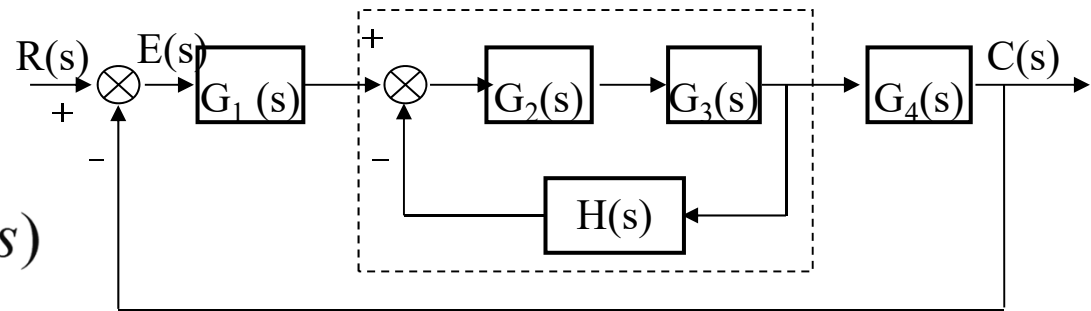 R(s) E(s) G₁ (s) G₂(s) G₃(s) G₄(s) C(s)
+ − + −
H(s)
s)